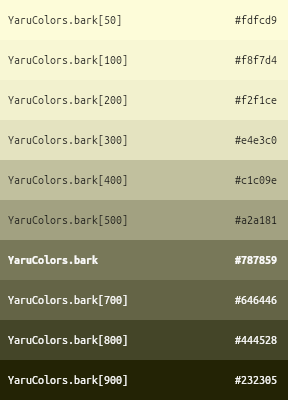 YaruColors.bark[50] #fdfcd9
YaruColors.bark[100] #f8f7d4
YaruColors.bark[200] #f2f1ce
YaruColors.bark[300] #e4e3c0
YaruColors.bark[400] #c1c09e
YaruColors.bark[500] #a2a181
YaruColors.bark #787859
YaruColors.bark[700] #646446
YaruColors.bark[800] #444528
YaruColors.bark[900] #232305